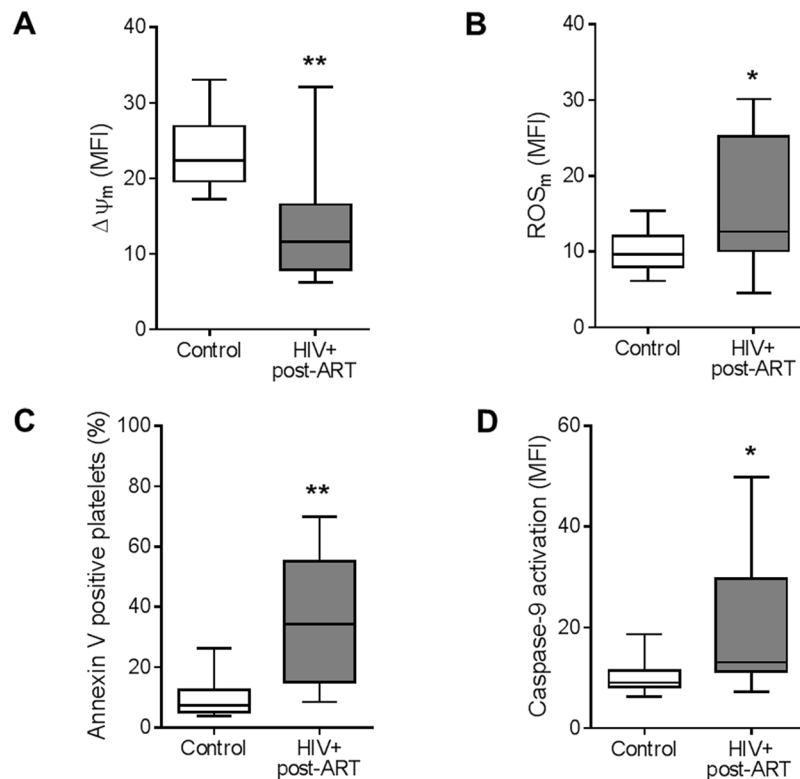 A
Δ ψm (MFI)
40
30
20
10
0
**
Control
HIV+
post-ART
B
ROSm (MFI)
40
30
20
10
0
*
Control
HIV+
post-ART
C
Annexin V positive platelets (%)
100
80
60
40
20
0
**
Control
HIV+
post-ART
D
Caspase-9 activation (MFI)
60
40
20
0
*
Control
HIV+
post-ART